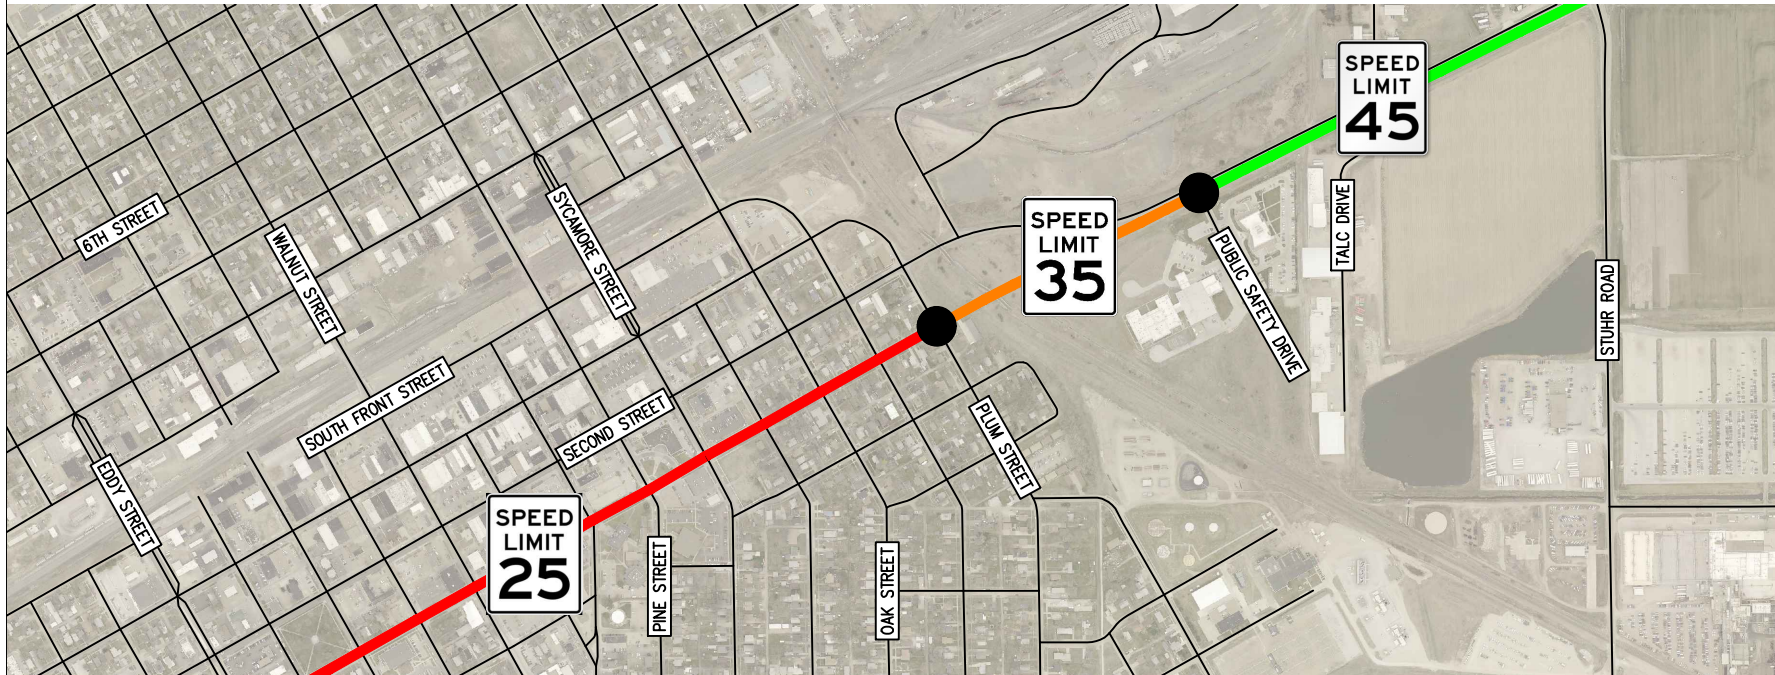 SPEED
LIMIT
45
6TH STREET
WALNUT STREET
SYCAMORE STREET
SPEED
LIMIT
35
PUBLIC SAFETY DRIVE
TALC DRIVE
STUHR ROAD
SOUTH FRONT STREET
SECOND STREET
PLUM STREET
EDDY STREET
SPEED
LIMIT
25
PINE STREET
OAK STREET